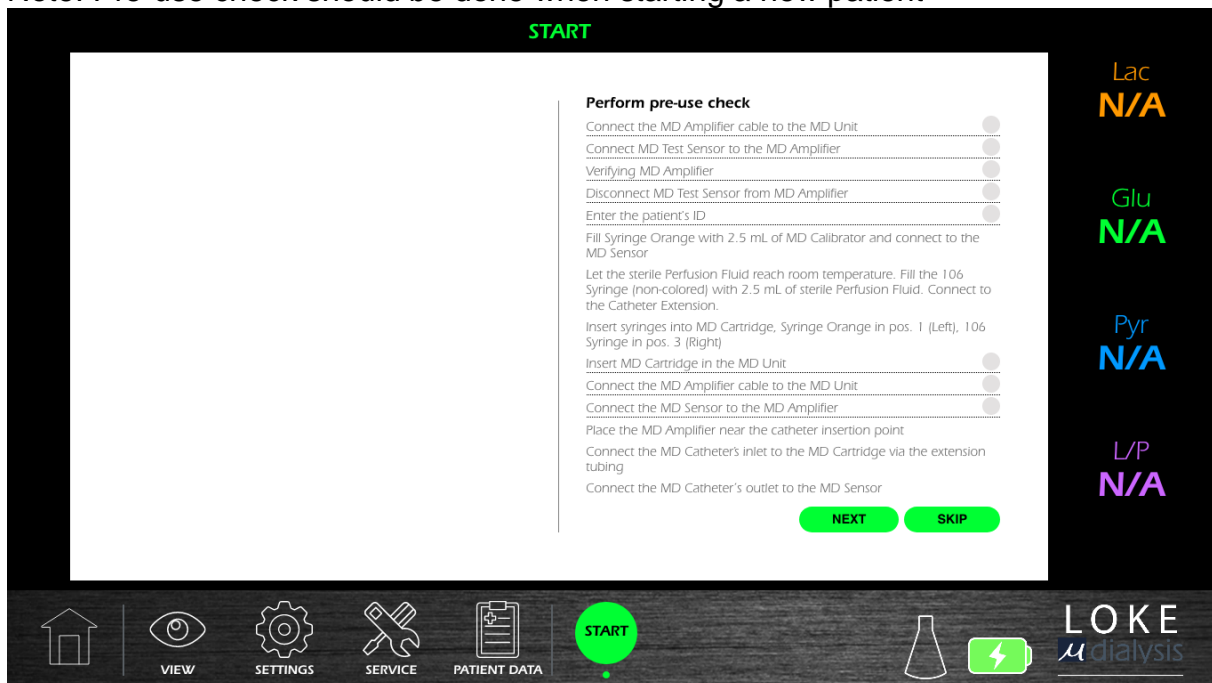 Note: Pre-use check should be done when starting a new patient
START
Perform pre-use check
Connect the MD Amplifier cable to the MD Unit
Connect MD Test Sensor to the MD Amplifier
Verifying MD Amplifier
Disconnect MD Test Sensor from MD Amplifier
Enter the patient's ID
Fill Syringe Orange with 2.5 mL of MD Calibrator and connect to the
MD Sensor
Let the sterile Perfusion Fluid reach room temperature. Fill the 106
Syringe (non-colored) with 2.5 mL of sterile Perfusion Fluid. Connect to
the Catheter Extension.
Insert syringes into MD Cartridge, Syringe Orange in pos. 1 (Left), 106
Syringe in pos. 3 (Right)
Insert MD Cartridge in the MD Unit
Connect the MD Amplifier cable to the MD Unit
Connect the MD Sensor to the MD Amplifier
Place the MD Amplifier near the catheter insertion point
Connect the MD Catheter's inlet to the MD Cartridge via the extension
tubing
Connect the MD Catheter´s outlet to the MD Sensor
NEXT
SKIP
Lac
N/A
Glu
N/A
Pyr
N/A
L/P
N/A
VIEW
SETTINGS
SERVICE
PATIENT DATA
START
LOKE
μdialysis